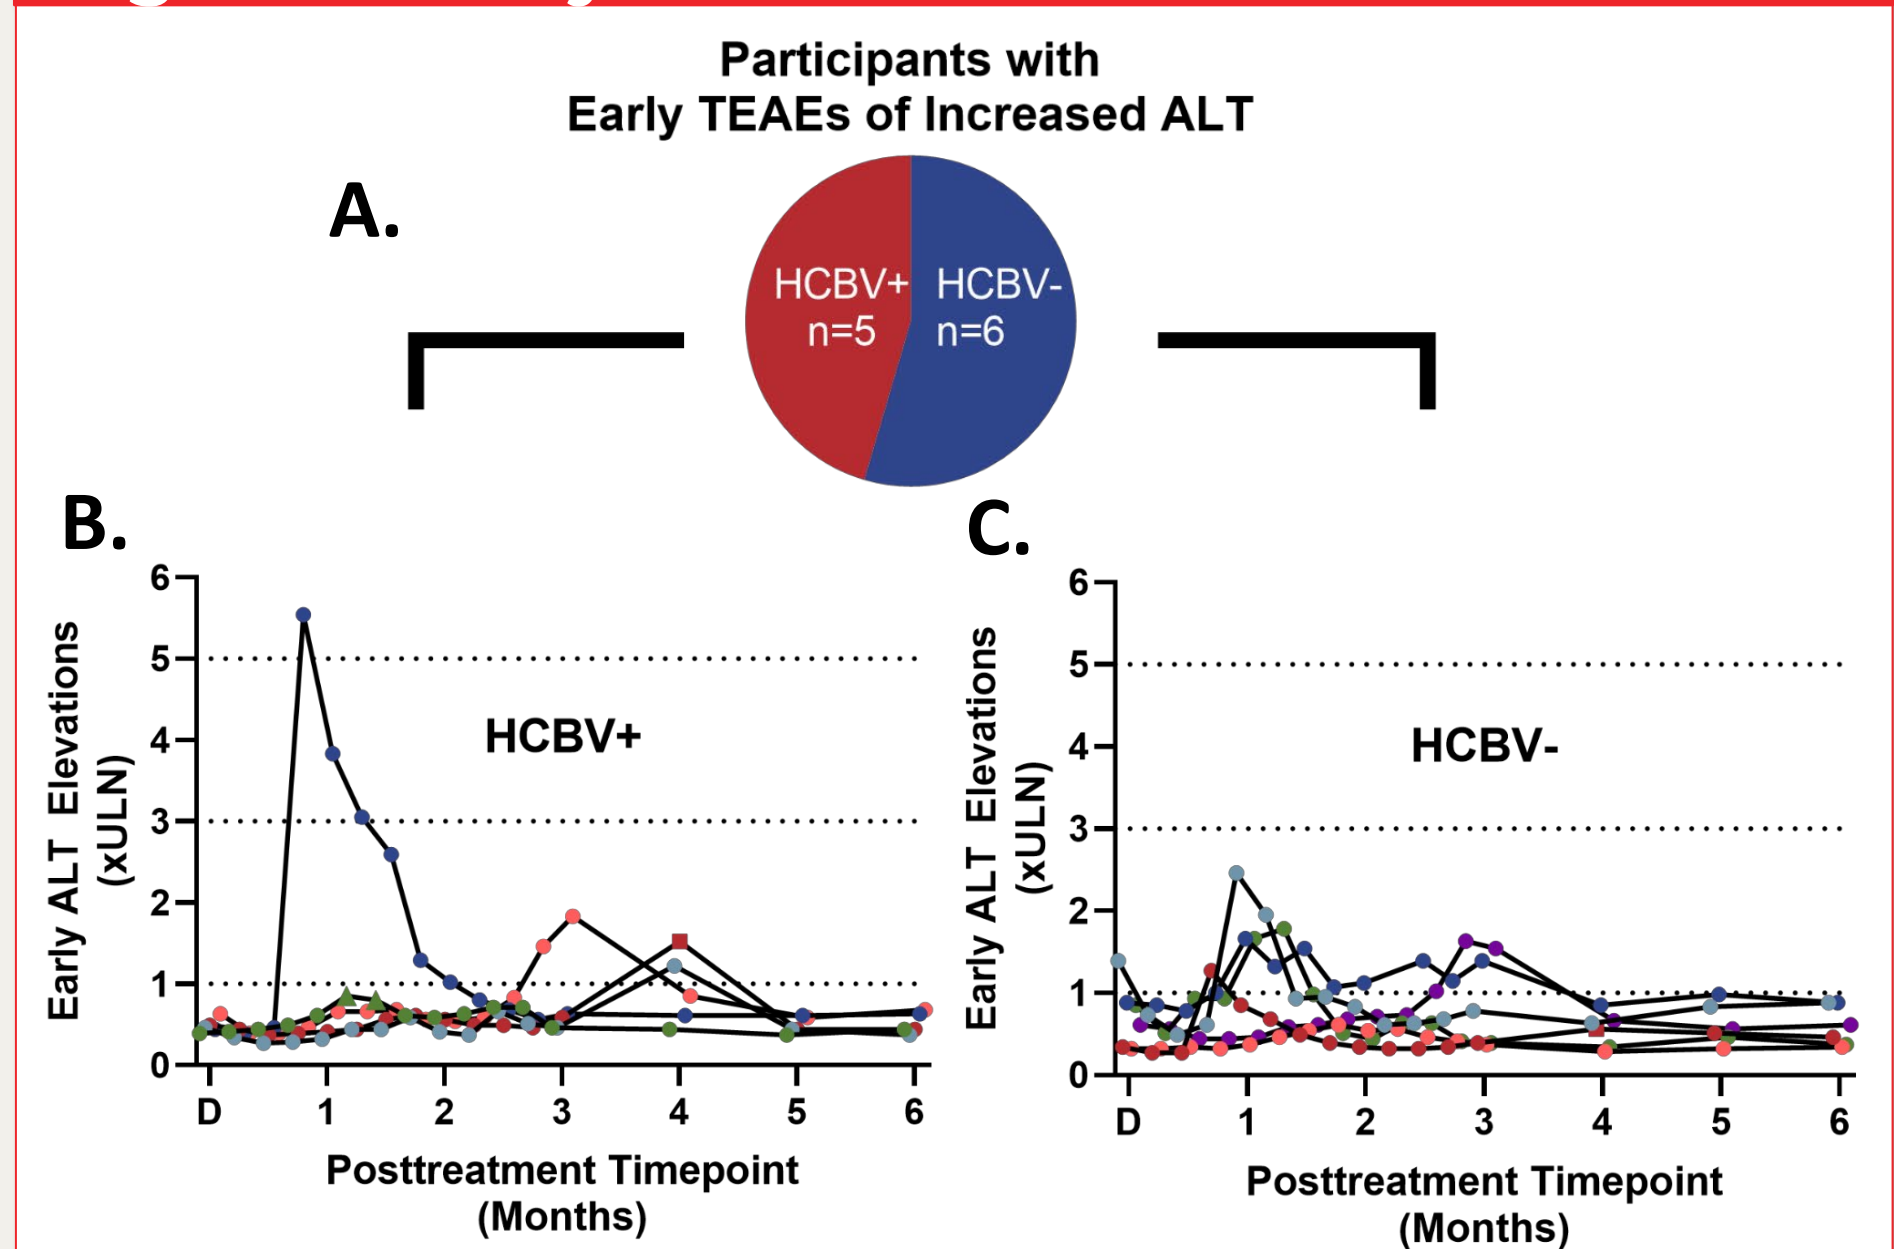 Participants with
Early TEAEs of Increased ALT
A.
HCBV+
n=5
HCBV-
n=6
B.
6
5
4
3
2
1
0
Early ALT Elevations
(xULN)
HCBV+
D 1 2 3 4 5 6
Posttreatment Timepoint
(Months)
C.
6
5
4
3
2
1
0
Early ALT Elevations
(xULN)
HCBV-
D 1 2 3 4 5 6
Posttreatment Timepoint
(Months)